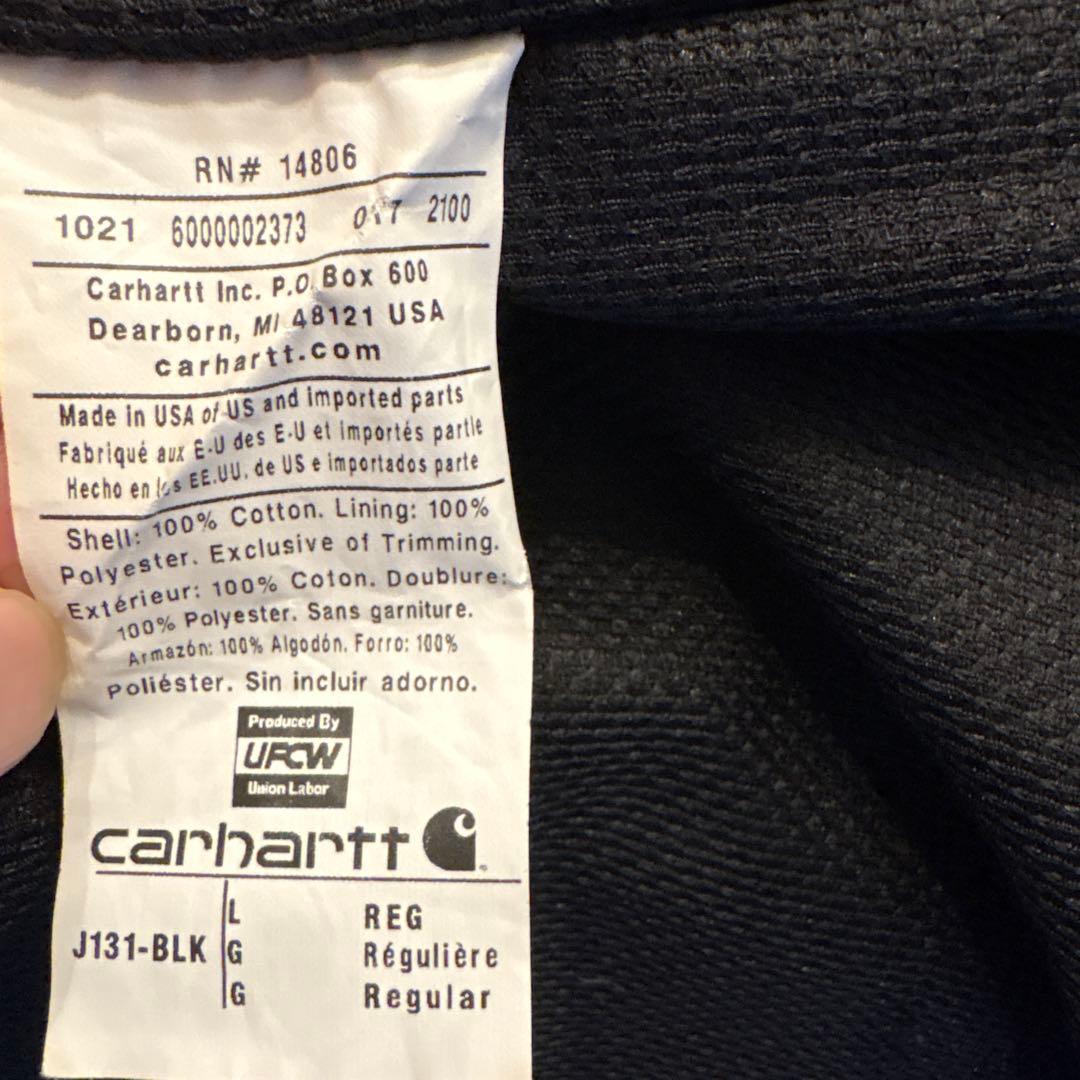 RN# 14806
1021 6000002373 017 2100
Carhartt Inc. P.O. Box 600
Dearborn, MI 48121 USA
carhartt.com
Made in USA of US and imported parts
Fabriqué aux E-U des E-U et importés partie
Hecho en los EE.UU. de US e importados parte
Shell: 100% Cotton. Lining: 100%
Polyester. Exclusive of Trimming.
Extérieur: 100% Coton. Doublure:
100% Polyester. Sans garniture.
Armazón: 100% Algodón. Forro: 100%
Poliéster. Sin incluir adorno.
Produced By
UFCW
Union Labor
carhartt
J131-BLK
L REG
G Régulière
G Regular